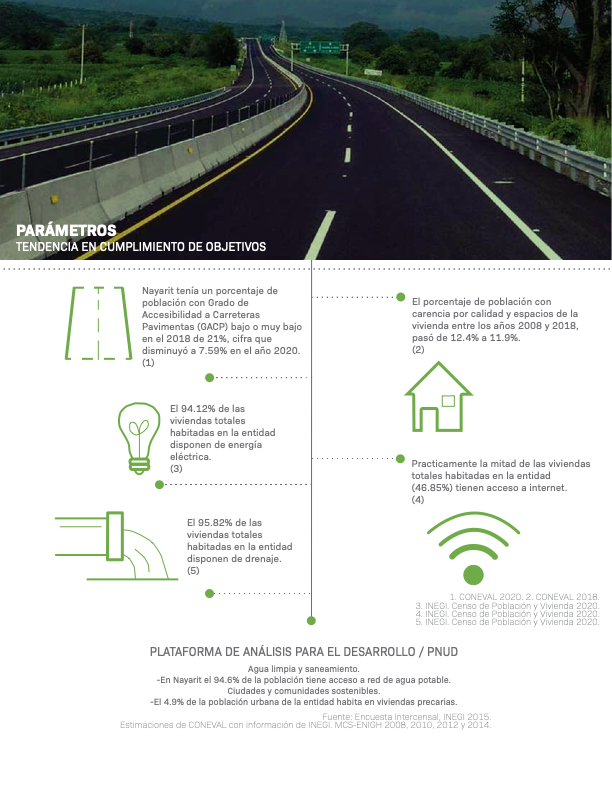 PARÁMETROS
TENDENCIA EN CUMPLIMIENTO DE OBJETIVOS
Nayarit tenía un porcentaje de
población con Grado de
Accesibilidad a Carreteras
Pavimentas (GACP) bajo o muy bajo
en el 2018 de 21%, cifra que
disminuyó a 7.59% en el año 2020.
(1)
El porcentaje de población con
carencia por calidad y espacios de la
vivienda entre los años 2008 y 2018,
pasó de 12.4% a 11.9%.
(2)
El 94.12% de las
viviendas totales
habitadas en la entidad
disponen de energía
eléctrica.
(3)
Practicamente la mitad de las viviendas
totales habitadas en la entidad
(46.85%) tienen acceso a internet.
(4)
El 95.82% de las
viviendas totales
habitadas en la entidad
disponen de drenaje.
(5)
1. CONEVAL 2020. 2. CONEVAL 2018.
3. INEGI. Censo de Población y Vivienda 2020.
4. INEGI. Censo de Población y Vivienda 2020.
5. INEGI. Censo de Población y Vivienda 2020.
PLATAFORMA DE ANÁLISIS PARA EL DESARROLLO / PNUD
Agua limpia y saneamiento.
-En Nayarit el 94.6% de la población tiene acceso a red de agua potable.
Ciudades y comunidades sostenibles.
-El 4.9% de la población urbana de la entidad habita en viviendas precarias.
Fuente: Encuesta Intercensal, INEGI 2015.
Estimaciones de CONEVAL con información de INEGI. MCS-ENIGH 2008, 2010, 2012 y 2014.